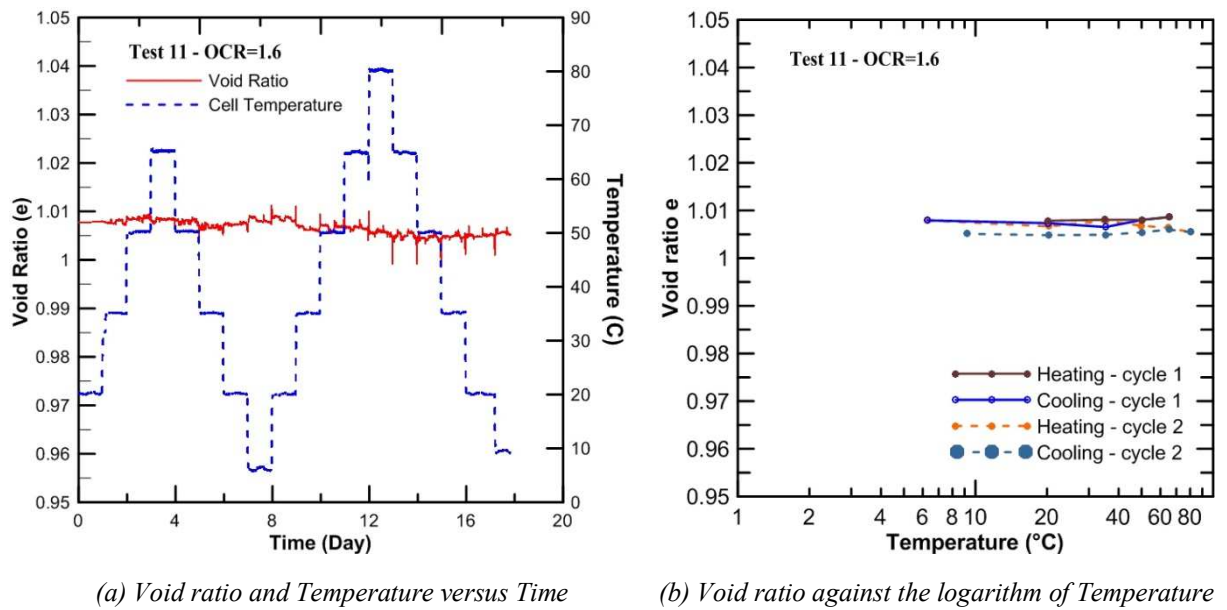 1.05
1.04
1.03
1.02
1.01
1
0.99
0.98
0.97
0.96
0.95
Void Ratio (e)
Test 11 - OCR=1.6
Void Ratio
Cell Temperature
90
80
70
60
50
40
30
20
10
0
Temperature (C)
0 4 8 12 16 20
Time (Day)
(a) Void ratio and Temperature versus Time
1.05
1.04
1.03
1.02
1.01
1
0.99
0.98
0.97
0.96
0.95
Void ratio e
Test 11 - OCR=1.6
Heating - cycle 1
Cooling - cycle 1
Heating - cycle 2
Cooling - cycle 2
1 2 4 6 8 10 20 40 60 80
Temperature (°C)
(b) Void ratio against the logarithm of Temperature